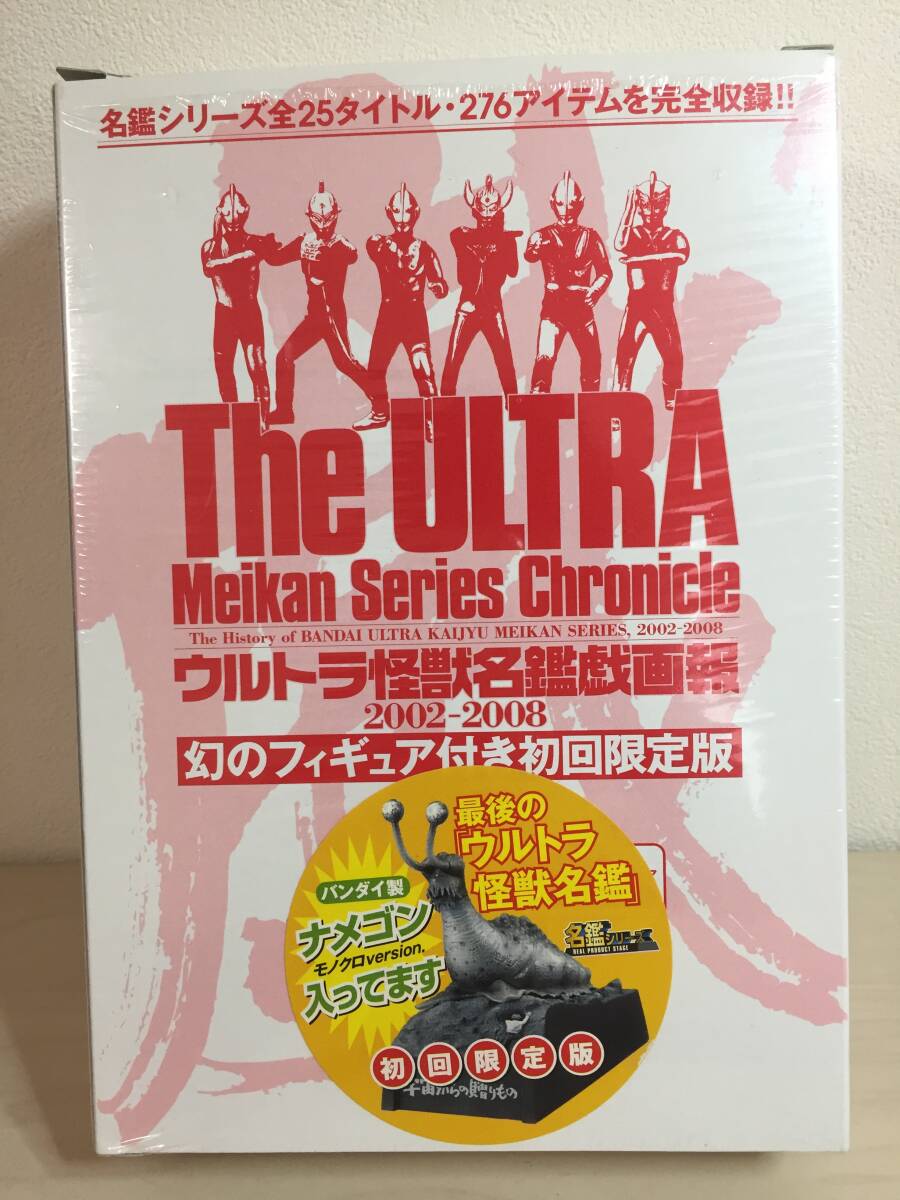 名鑑シリーズ全25タイトル・276アイテムを完全収録!!
The ULTRA
Meikan Series Chronicle
The History of BANDAI ULTRA KAIJYU MEIKAN SERIES, 2002-2008
ウルトラ怪獣名鑑戯画報
2002-2008
幻のフィギュア付き初回限定版
最後の
「ウルトラ
怪獣名鑑」
バンダイ製
ナメゴン
モノクロversion.
入ってます
名鑑シリーズ
REAL PRODUCT STAGE
初回限定版
宇宙からの贈りもの